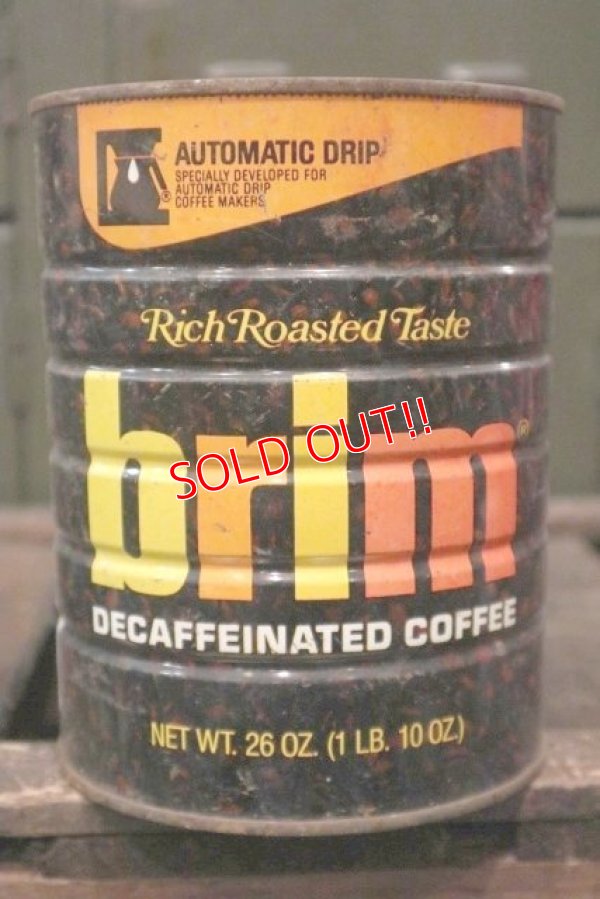 AUTOMATIC DRIP
SPECIALLY DEVELOPED FOR
AUTOMATIC DRIP
COFFEE MAKERS
®
Rich Roasted Taste
brim®
SOLD OUT!!
DECAFFEINATED COFFEE
NET WT. 26 OZ. (1 LB. 10 OZ.)